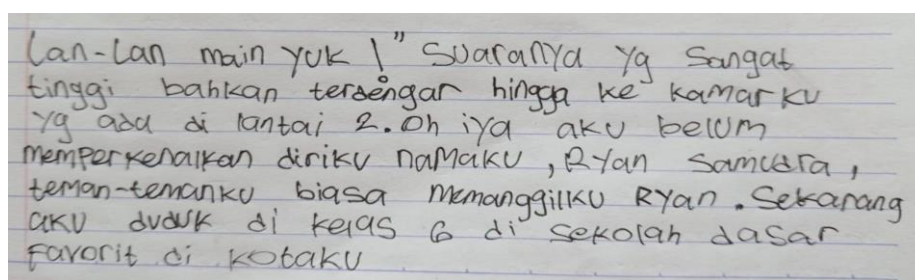 Lan-Lan main yuk !" Suaranya yg Sangat
tinggi bahkan terdengar hingga ke kamarku
yg ada di lantai 2. Oh iya aku belum
memperkenalkan diriku namaku, Ryan Samudra,
teman-temanku biasa memanggilku Ryan. Sekarang
aku duduk di kelas 6 di sekolah dasar
Favorit di kotaku